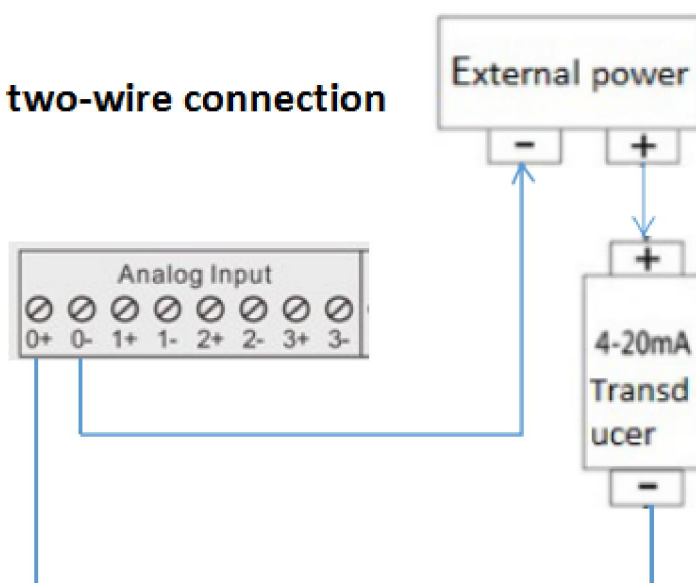 External power
two-wire connection
- +
Analog Input
0+ 0- 1+ 1- 2+ 2- 3+ 3-
+
4-20mA
Transd
ucer
-